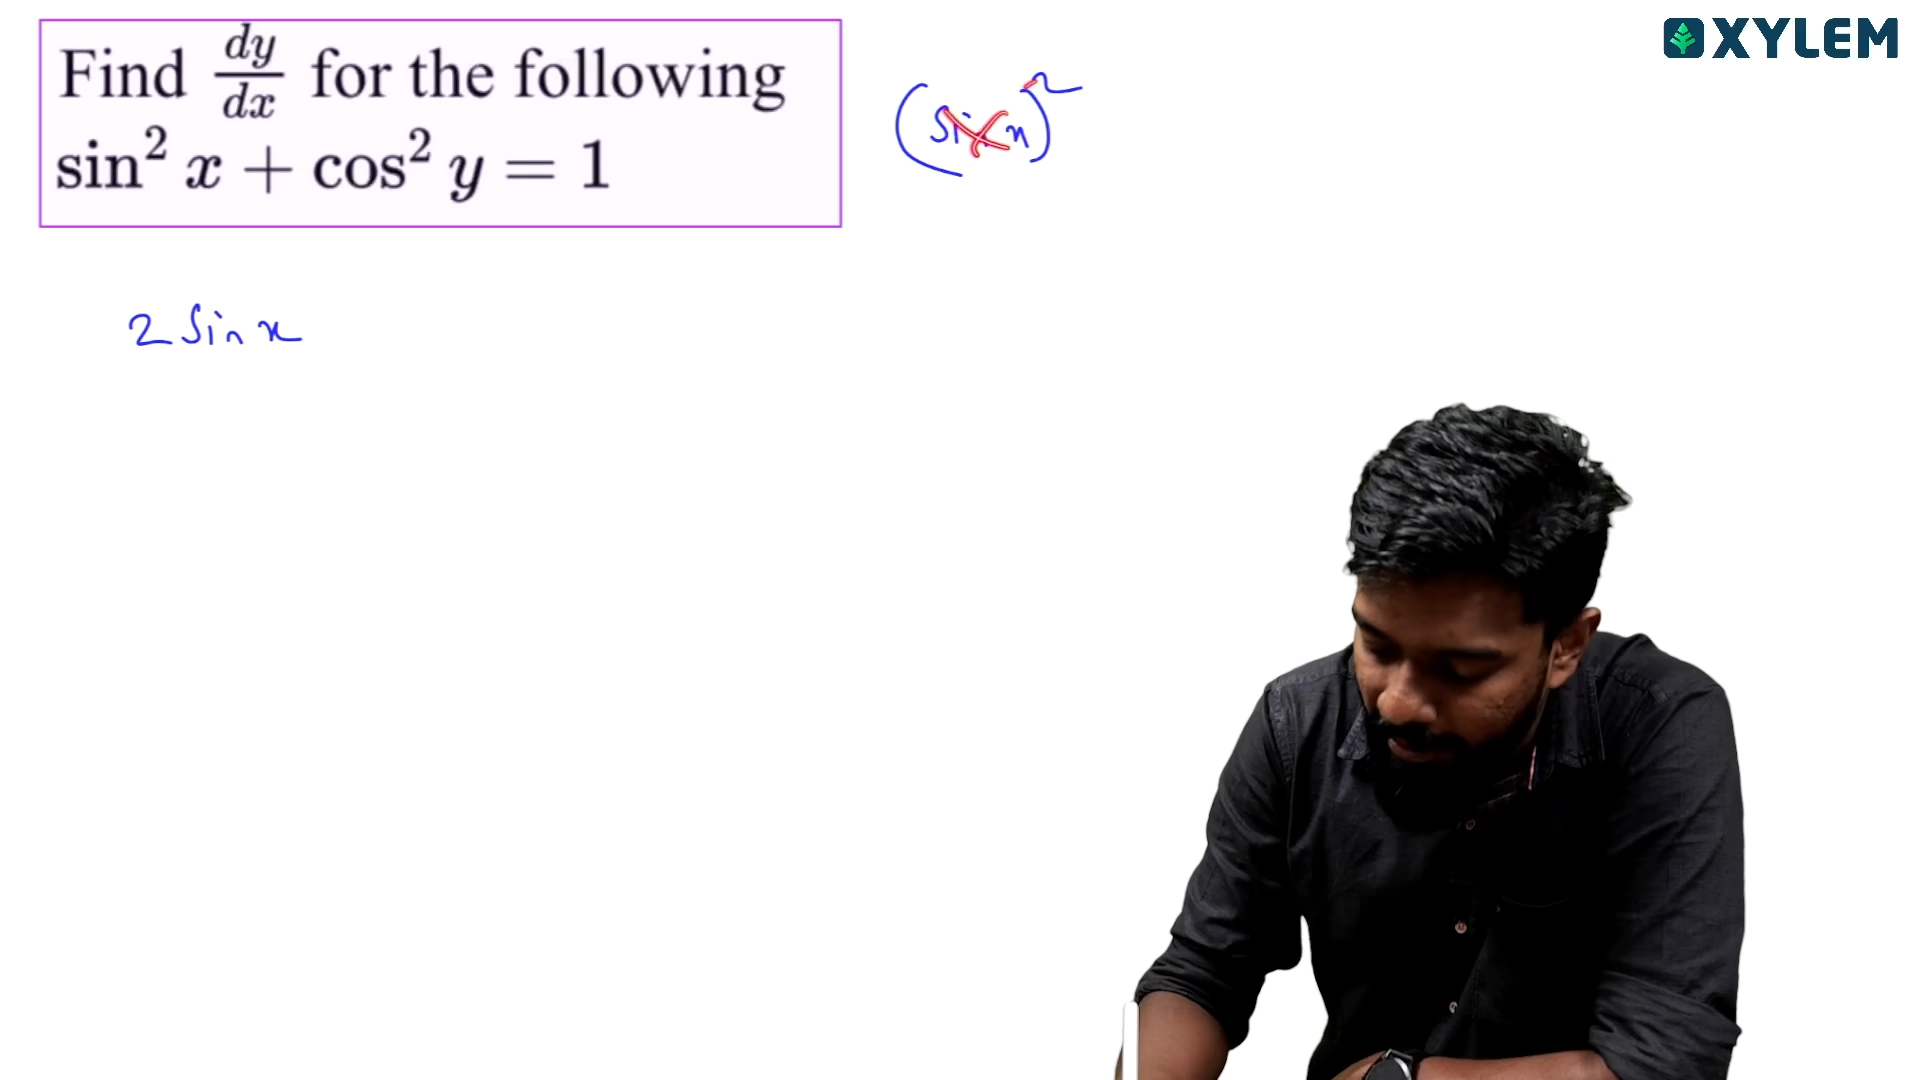 Find dy/dx for the following
sin² x + cos² y = 1
(sin x)²
XYLEM
2 sin x